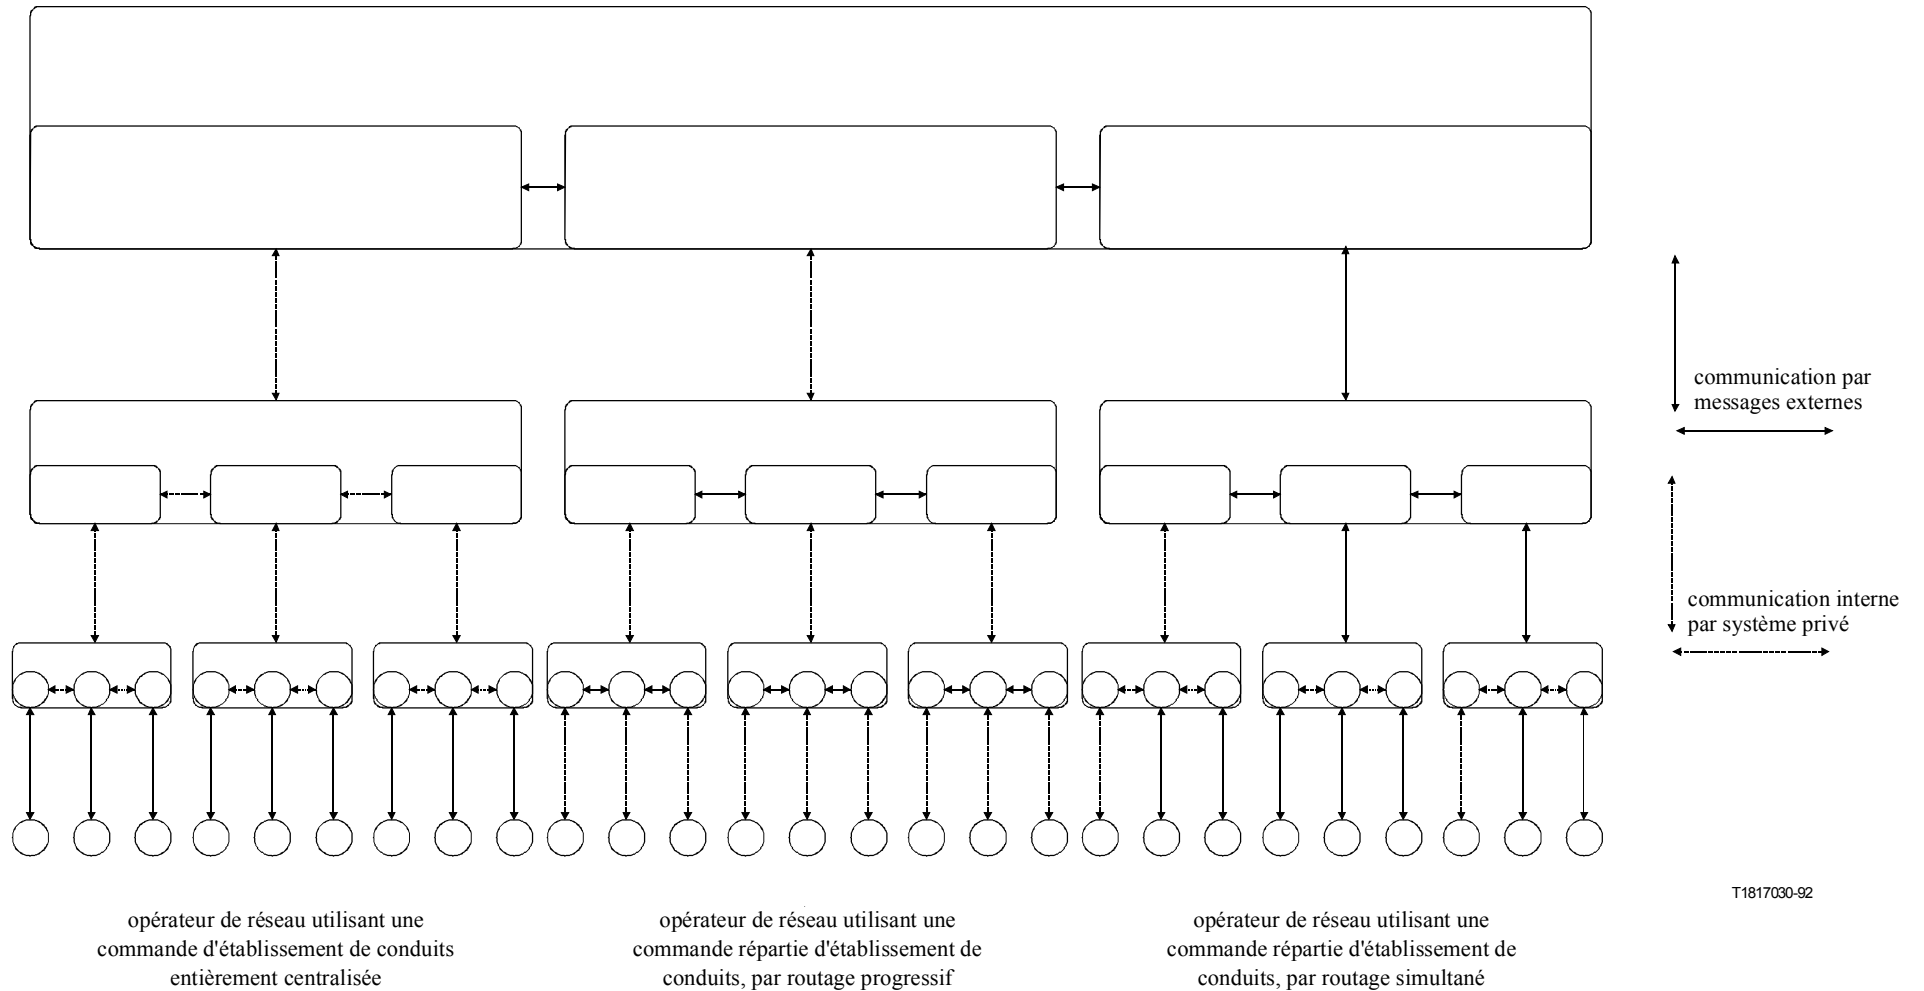 communication par
messages externes
communication interne
par système privé
T1817030-92
opérateur de réseau utilisant une
commande d'établissement de conduits
entièrement centralisée
opérateur de réseau utilisant une
commande répartie d'établissement de
conduits, par routage progressif
opérateur de réseau utilisant une
commande répartie d'établissement de
conduits, par routage simultané